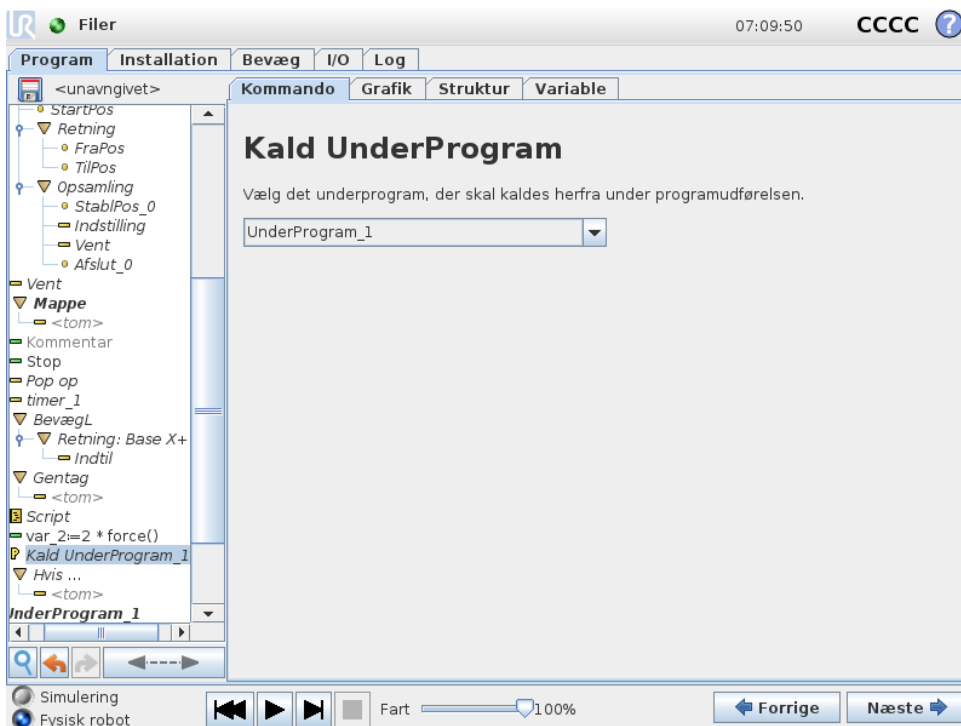 UR Filer 07:09:50 CCCC ?
Program Installation Bevæg I/O Log
<unavngivet> Kommando Grafik Struktur Variable
StartPos
Retning
FraPos
TilPos
Opsamling
StablPos_0
Indstilling
Vent
Afslut_0
Vent
Mappe
<tom>
Kommentar
Stop
Pop op
timer_1
BevægL
Retning: Base X+
Indtil
Gentag
<tom>
Script
var_2:=2 * force()
Kald UnderProgram_1
Hvis ...
<tom>
UnderProgram_1
Kald UnderProgram
Vælg det underprogram, der skal kaldes herfra under programudførelsen.
UnderProgram_1
Simulering
Fysisk robot
Fart 100%
Forrige Næste